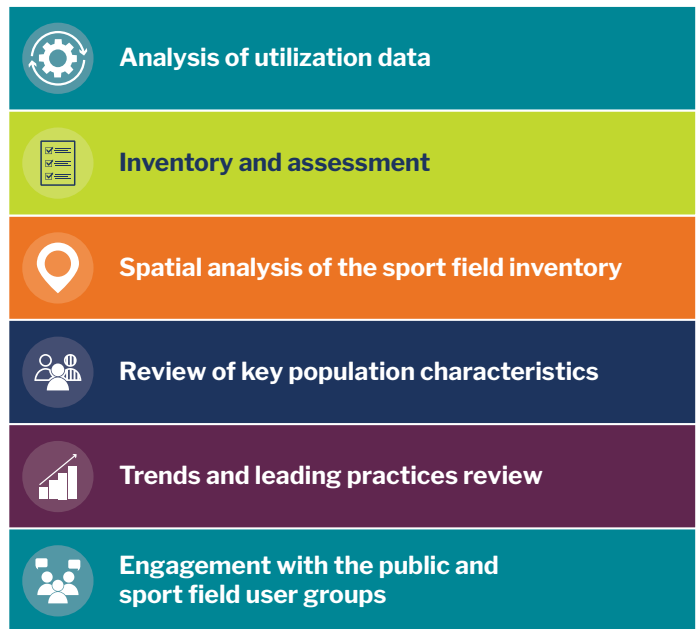 Analysis of utilization data
Inventory and assessment
Spatial analysis of the sport field inventory
Review of key population characteristics
Trends and leading practices review
Engagement with the public and
sport field user groups